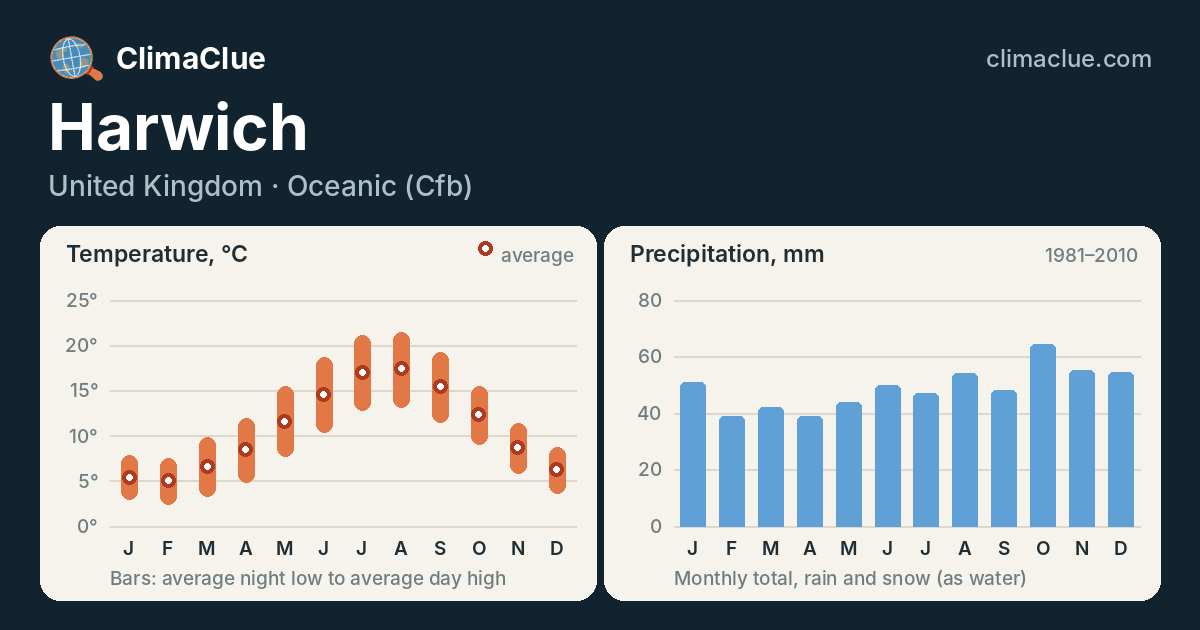 ClimaClue
climaclue.com
Harwich
United Kingdom · Oceanic (Cfb)
Temperature, °C
average
25°
20°
15°
10°
5°
0°
J F M A M J J A S O N D
Bars: average night low to average day high
Precipitation, mm
1981–2010
80
60
40
20
0
J F M A M J J A S O N D
Monthly total, rain and snow (as water)